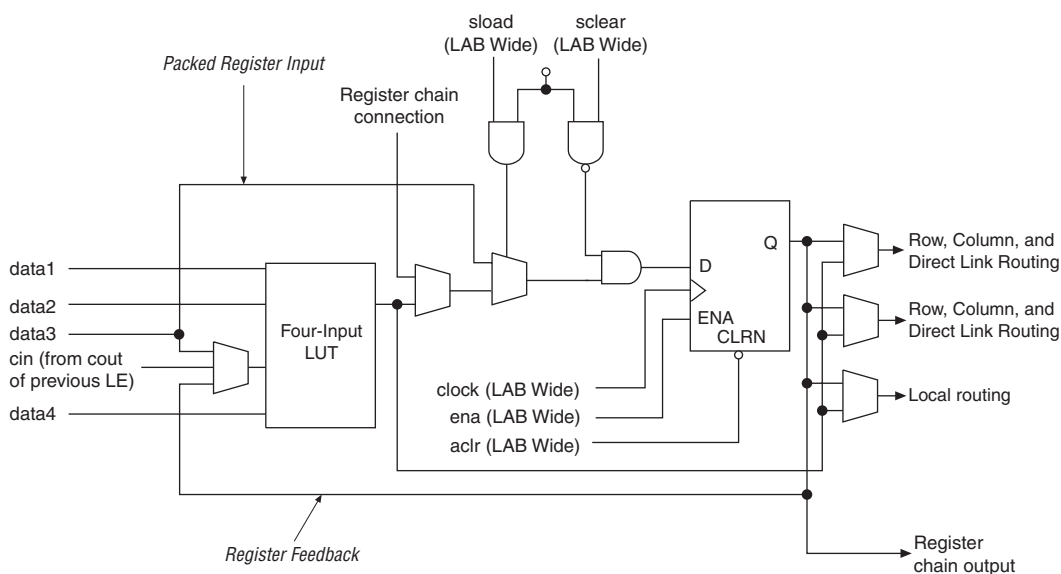 sload
(LAB Wide)
sclear
(LAB Wide)
Packed Register Input
Register chain
connection
Q
Row, Column, and
Direct Link Routing
data1
D
data2
Four-Input
LUT
ENA
Row, Column, and
Direct Link Routing
data3
CLRN
cin (from cout
of previous LE)
clock (LAB Wide)
Local routing
data4
ena (LAB Wide)
aclr (LAB Wide)
Register Feedback
Register
chain output